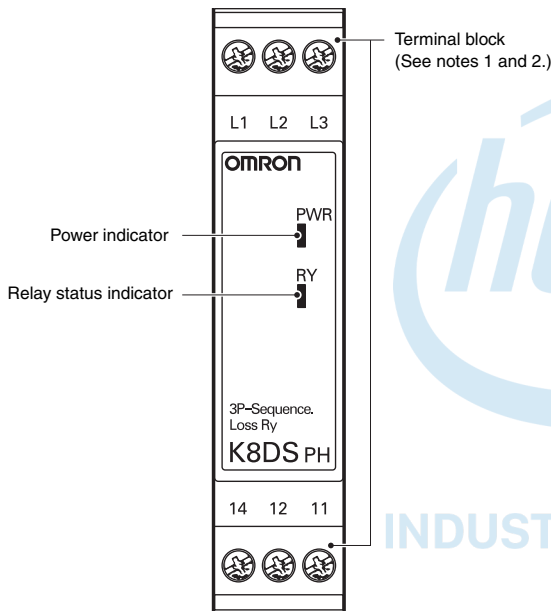 Terminal block
(See notes 1 and 2.)
L1 L2 L3
OMRON
PWR
Power indicator
RY
Relay status indicator
3P-Sequence.
Loss Ry
K8DS PH
14 12 11
INDUST